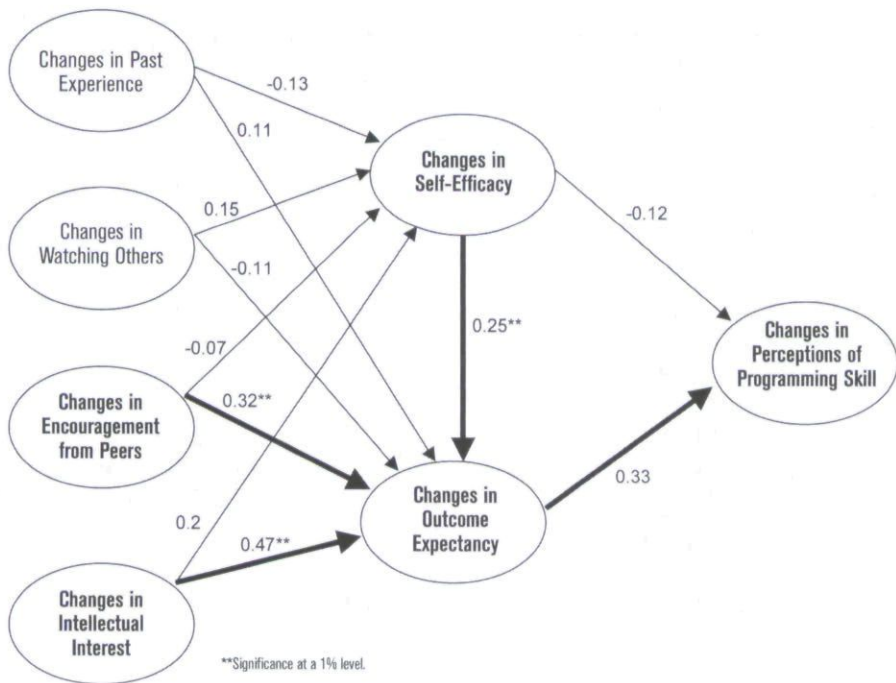 Changes in Past
Experience
-0.13
0.11
Changes in
Self-Efficacy
0.15
-0.12
Changes in
Watching Others
-0.11
0.25**
Changes in
Perceptions of
Programming Skill
-0.07
0.32**
Changes in
Encouragement
from Peers
0.33
Changes in
Outcome
Expectancy
0.2
0.47**
Changes in
Intellectual
Interest
**Significance at a 1% level.